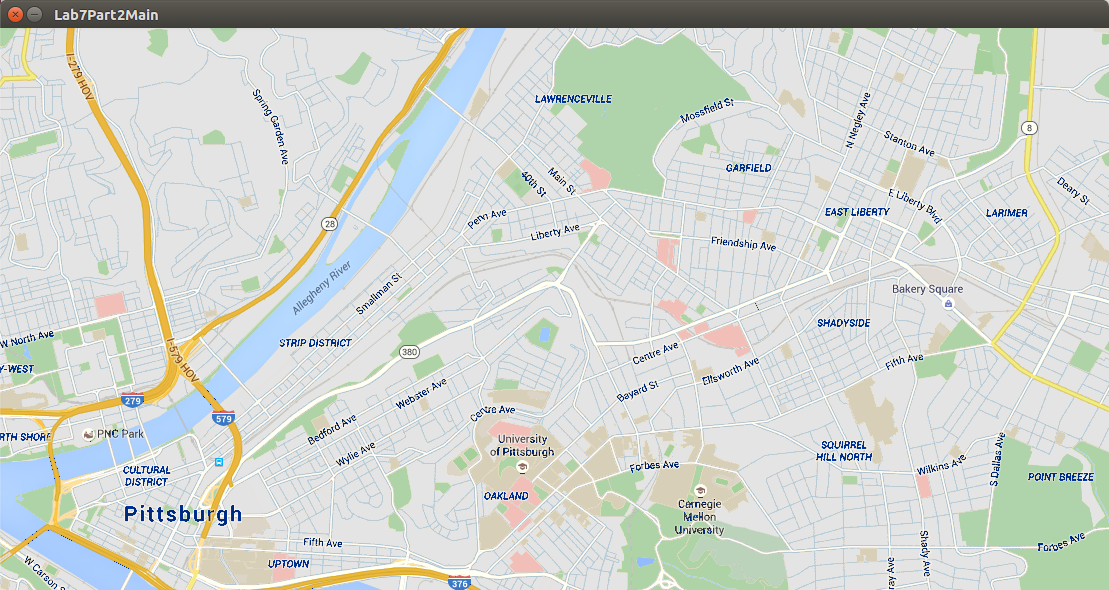 Lab7Part2Main
I-279 HOV
Spring Garden Ave
LAWRENCEVILLE
Mossfield St
N Negley Ave
Stanton Ave
8
GARFIELD
40th St
Main St
E Liberty Blvd
Deary St
EAST LIBERTY
LARIMER
28
Penn Ave
Liberty Ave
Friendship Ave
Allegheny River
Smallman St
Bakery Square
W North Ave
I-579 HOV
STRIP DISTRICT
SHADYSIDE
380
Centre Ave
Y-WEST
Fifth Ave
Ellsworth Ave
Bayard St
Webster Ave
279
579
Centre Ave
Bedford Ave
RTH SHORE
PNC Park
Wylie Ave
University
of Pittsburgh
SQUIRREL
HILL NORTH
S Dallas Ave
Forbes Ave
Wilkins Ave
CULTURAL
DISTRICT
POINT BREEZE
OAKLAND
Carnegie
Mellon
University
Pittsburgh
Fifth Ave
Shady Ave
Forbes Ave
UPTOWN
W Carson S
ray Ave
376